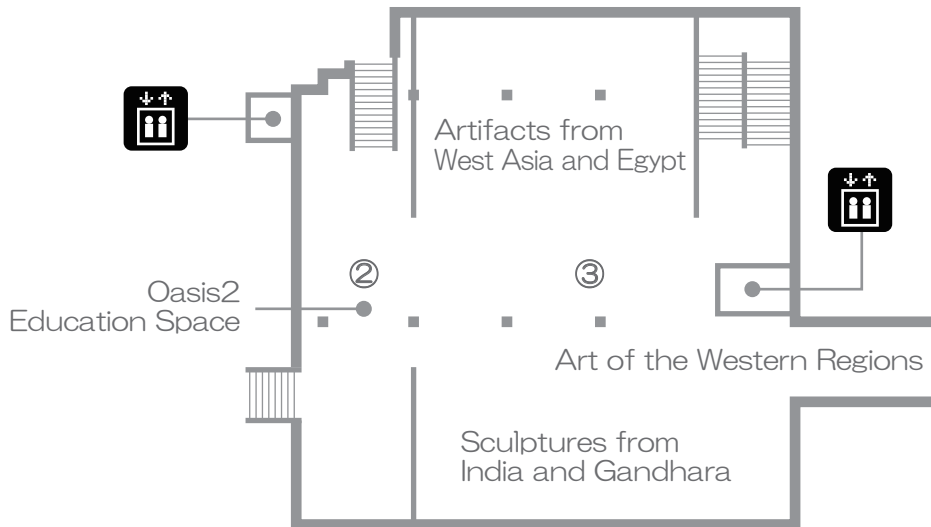 Artifacts from
West Asia and Egypt
②
③
Oasis2
Education Space
Art of the Western Regions
Sculptures from
India and Gandhara